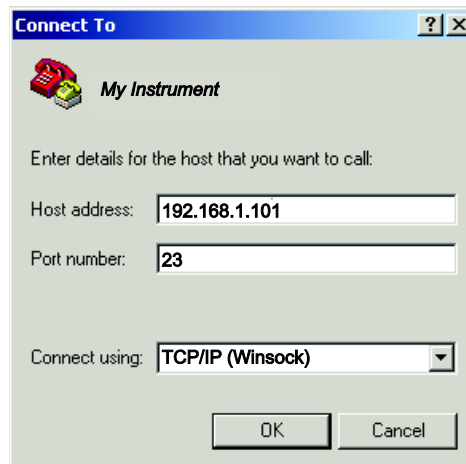 Connect To
? X
My Instrument
Enter details for the host that you want to call:
Host address: 192.168.1.101
Port number: 23
Connect using: TCP/IP (Winsock)
OK Cancel